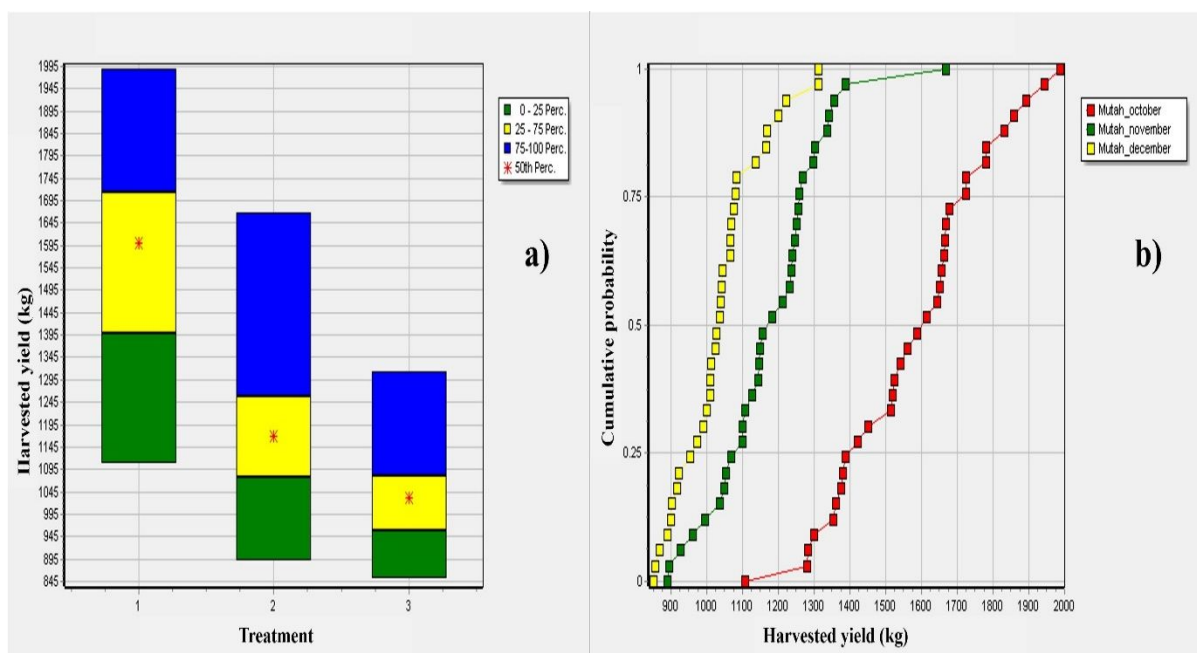 Harvested yield (kg)
1995
1945
1895
1845
1795
1745
1695
1645
1595
1545
1495
1445
1395
1345
1295
1245
1195
1145
1095
1045
995
945
895
845
1
2
3
Treatment
0 - 25 Perc.
25 - 75 Perc.
75-100 Perc.
50th Perc.
a)
Cumulative probability
1
0.75
0.5
0.25
0
900 1000 1100 1200 1300 1400 1500 1600 1700 1800 1900 2000
Harvested yield (kg)
Mutah_october
Mutah_november
Mutah_december
b)